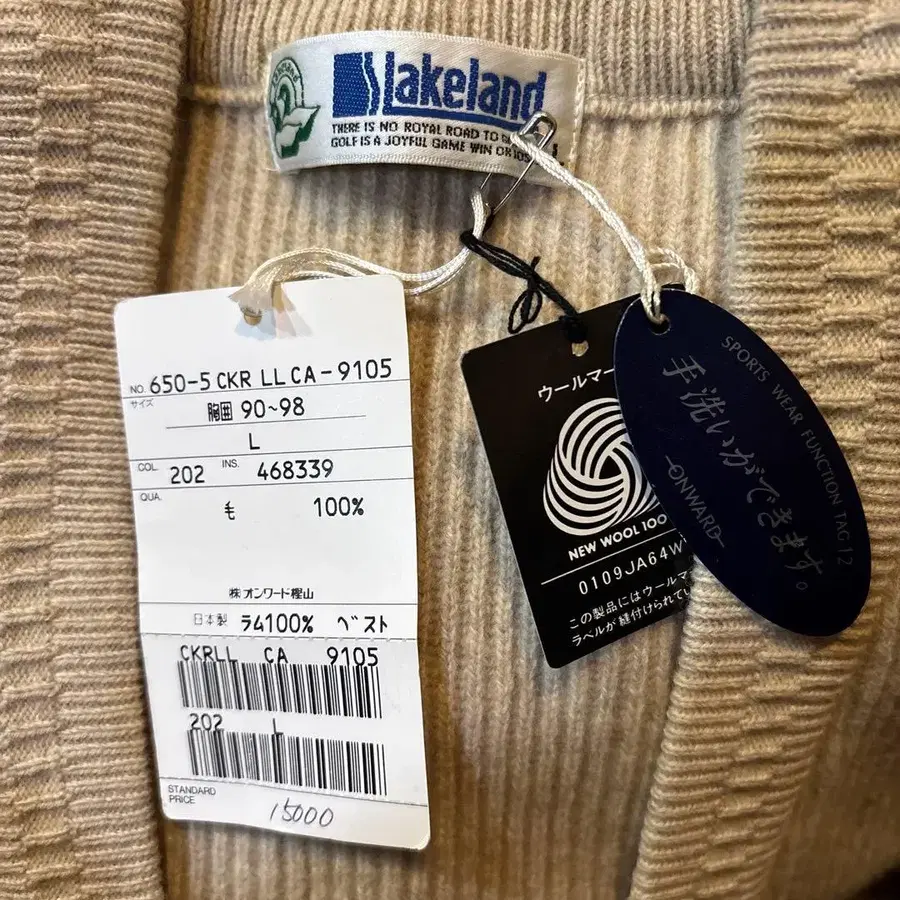 Lakeland
THERE IS NO ROYAL ROAD TO
GOLF IS A JOYFUL GAME WIN OR
NO. 650-5 CKR LL CA-9105
サイズ
胸囲 90~98
L
COL. 202 INS. 468339
QUA.
毛 100%
㈱オンワード樫山
日本製 ラム100% ベスト
CKRLL CA 9105
202 L
STANDARD
PRICE
15000
ウールマー
NEW WOOL 100
0109JA64W
この製品にはウールマ
ラベルが縫付けられてい
SPORTS WEAR FUNCTION TAG12
手洗いができます。
ONWARD